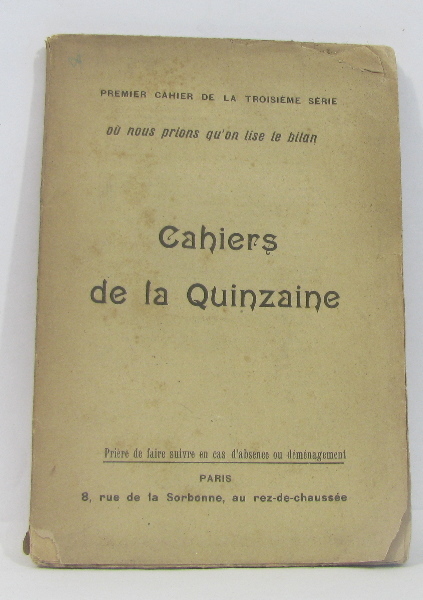 PREMIER CAHIER DE LA TROISIÈME SÉRIE
où nous prions qu'on lise le bilan
Cahiers
de la Quinzaine
Prière de faire suivre en cas d'absence ou déménagement
PARIS
8, rue de la Sorbonne, au rez-de-chaussée